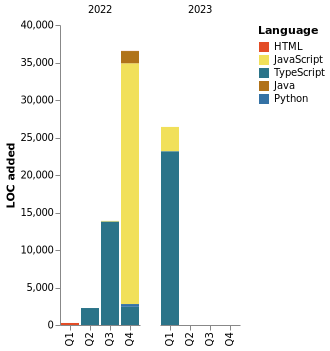 2022 2023
Language
HTML
JavaScript
TypeScript
Java
Python
LOC added
40,000
35,000
30,000
25,000
20,000
15,000
10,000
5,000
0
Q1 Q2 Q3 Q4 Q1 Q2 Q3 Q4